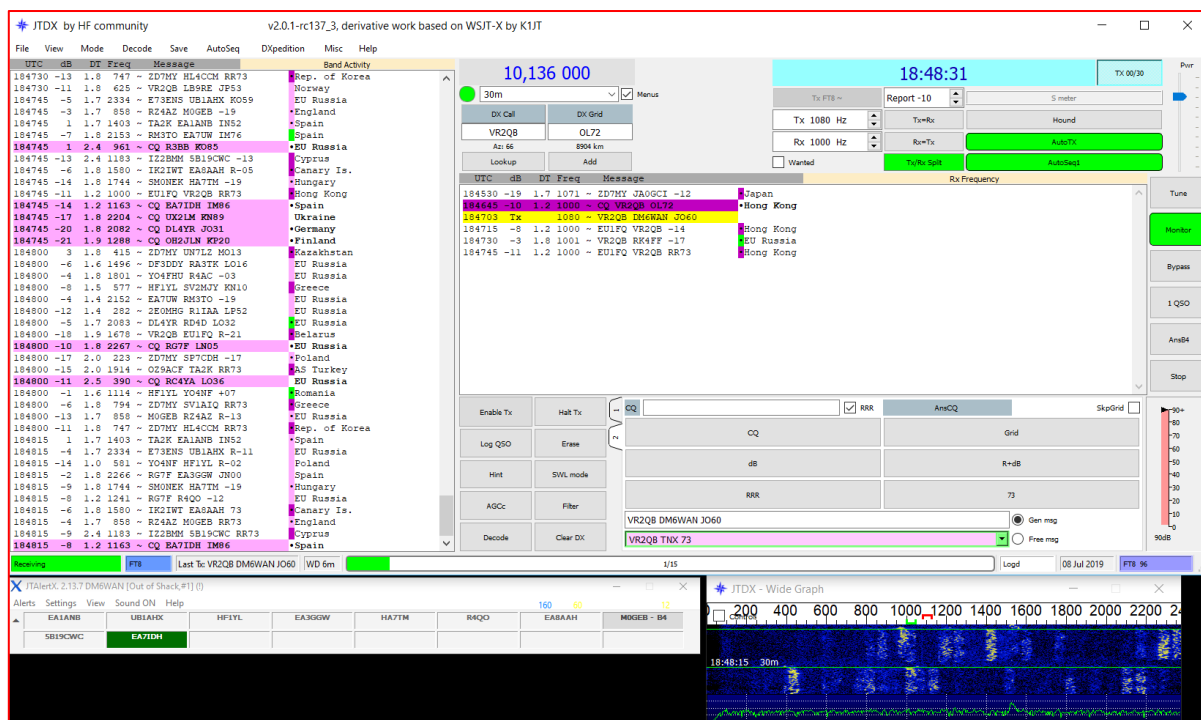 JTDX by HF community v2.0.1-rc137_3, derivative work based on WSJT-X by K1JT
File View Mode Decode Save AutoSeq DXpedition Misc Help
UTC dB DT Freq Message Band Activity
184730 -13 1.8 747 ~ ZD7MY HL4CCM RR73 Rep. of Korea
184730 -11 1.8 625 ~ VR2QB LB9RE JP53 Norway
184745 -5 1.7 2334 ~ E73ENS UB1AHX KO59 EU Russia
184745 -3 1.7 858 ~ RZ4AZ M0GEB -19 •England
184745 1 1.7 1403 ~ TA2K EA1ANB IN52 •Spain
184745 -7 1.8 2153 ~ RM3TO EA7UW IM76 Spain
184745 1 2.4 961 ~ CQ R3BB KO85 •EU Russia
184745 -13 2.4 1183 ~ IZ2BMM 5B19CWC -13 Cyprus
184745 -6 1.8 1580 ~ IK2IWT EA8AAH R-05 Canary Is.
184745 -14 1.8 1744 ~ SM0NEK HA7TM -19 •Hungary
184745 -11 1.2 1000 ~ EU1FQ VR2QB RR73 •Hong Kong
184745 -14 1.2 1163 ~ CQ EA7IDH IM86 •Spain
184745 -17 1.8 2204 ~ CQ UX2LM KN89 Ukraine
184745 -20 1.8 2082 ~ CQ DL4YR JO31 •Germany
184745 -21 1.9 1288 ~ CQ OH2JLN KP20 •Finland
184800 3 1.8 415 ~ ZD7MY UN7LZ MO13 •Kazakhstan
184800 -6 1.6 1496 ~ DF3DDY RA3TK LO16 EU Russia
184800 -4 1.8 1801 ~ YO4FHU R4AC -03 EU Russia
184800 -8 1.5 577 ~ HF1YL SV2MJY KN10 Greece
184800 -4 1.4 2152 ~ EA7UW RM3TO -19 EU Russia
184800 -12 1.4 282 ~ 2E0MHG R1IAA LP52 EU Russia
184800 -5 1.7 2083 ~ DL4YR RD4D LO32 •EU Russia
184800 -18 1.9 1678 ~ VR2QB EU1FQ R-21 •Belarus
184800 -10 1.8 2267 ~ CQ RG7F LN05 •EU Russia
184800 -17 2.0 223 ~ ZD7MY SP7CDH -17 •Poland
184800 -15 2.0 1914 ~ OZ9ACF TA2K RR73 •AS Turkey
184800 -11 2.5 390 ~ CQ RC4YA LO36 EU Russia
184800 -1 1.6 1114 ~ HF1YL YO4NF +07 •Romania
184800 -6 1.8 794 ~ ZD7MY SV1AIQ RR73 •Greece
184800 -13 1.7 858 ~ M0GEB RZ4AZ R-13 •EU Russia
184800 -11 1.8 747 ~ ZD7MY HL4CCM RR73 •Rep. of Korea
184815 1 1.7 1403 ~ TA2K EA1ANB IN52 •Spain
184815 -4 1.7 2334 ~ E73ENS UB1AHX R-11 EU Russia
184815 -14 1.0 581 ~ YO4NF HF1YL R-02 Poland
184815 -2 1.8 2266 ~ RG7F EA3GGW JN00 Spain
184815 -9 1.8 1744 ~ SM0NEK HA7TM -19 •Hungary
184815 -8 1.2 1241 ~ RG7F R4QO -12 EU Russia
184815 -6 1.8 1580 ~ IK2IWT EA8AAH 73 •Canary Is.
184815 -4 1.7 858 ~ RZ4AZ M0GEB RR73 •England
184815 -9 2.4 1183 ~ IZ2BMM 5B19CWC RR73 Cyprus
184815 -8 1.2 1163 ~ CQ EA7IDH IM86 •Spain
10,136 000
30m Menus
DX Call DX Grid
VR2QB OL72
Az: 66 8904 km
Lookup Add
18:48:31
TX 00/30
Pwr
Tx FT8 ~ Report -10 S meter
Tx 1080 Hz Tx=Rx Hound
Rx 1000 Hz Rx=Tx AutoTX
Wanted Tx/Rx Split AutoSeq1
UTC dB DT Freq Message Rx Frequency
184530 -19 1.7 1071 ~ ZD7MY JA0GCI -12 •Japan
184645 -10 1.2 1000 ~ CQ VR2QB OL72 •Hong Kong
184703 Tx 1080 ~ VR2QB DM6WAN JO60
184715 -8 1.2 1000 ~ EU1FQ VR2QB -14 •Hong Kong
184730 -3 1.8 1001 ~ VR2QB RK4FF -17 •EU Russia
184745 -11 1.2 1000 ~ EU1FQ VR2QB RR73 •Hong Kong
Tune
Monitor
Bypass
1 QSO
AnsB4
Stop
Enable Tx Halt Tx
Log QSO Erase
Hint SWL mode
AGCc Filter
Decode Clear DX
1
2
CQ RRR AnsCQ SkpGrid
CQ Grid
dB R+dB
RRR 73
VR2QB DM6WAN JO60 Gen msg
VR2QB TNX 73 Free msg
90+
80
70
60
50
40
30
20
10
0
90dB
Receiving FT8 Last Tx: VR2QB DM6WAN JO60 WD 6m 1/15 Logd 08 Jul 2019 FT8 96
JTAlertX. 2.13.7 DM6WAN [Out of Shack,#1] (!)
Alerts Settings View Sound ON Help
160 80 12
EA1ANB UB1AHX HF1YL EA3GGW HA7TM R4QO EA8AAH M0GEB - B4
5B19CWC EA7IDH
JTDX - Wide Graph
Controls
200 400 600 800 1000 1200 1400 1600 1800 2000 2200 24
18:48:15 30m